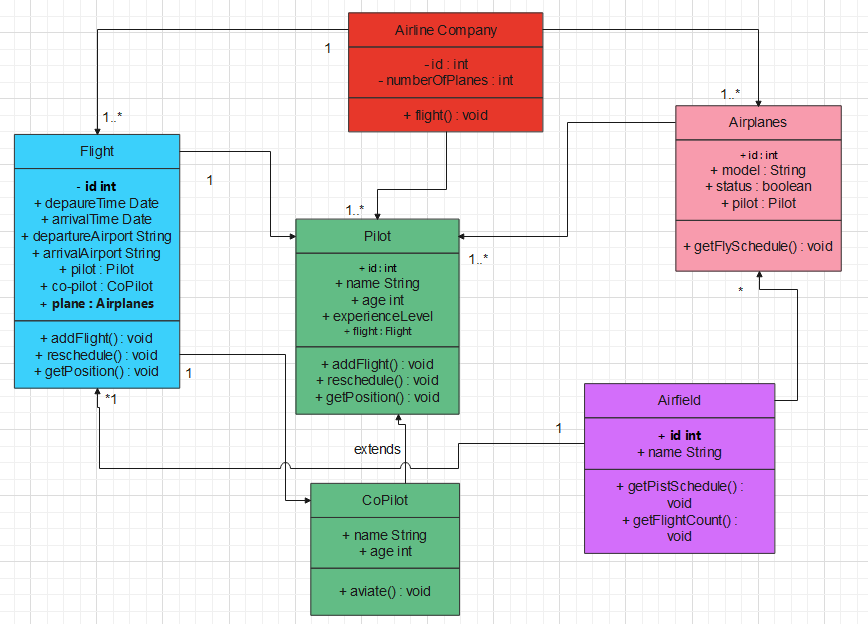 Airline Company
- id : int
- numberOfPlanes : int
+ flight() : void
1
1..*
1..*
Flight
- id int
+ depaureTime Date
+ arrivalTime Date
+ departureAirport String
+ arrivalAirport String
+ pilot : Pilot
+ co-pilot : CoPilot
+ plane : Airplanes
+ addFlight() : void
+ reschedule() : void
+ getPosition() : void
1
1
*1
1..*
Pilot
+ id : int
+ name String
+ age int
+ experienceLevel
+ flight : Flight
+ addFlight() : void
+ reschedule() : void
+ getPosition() : void
1..*
Airplanes
+ id : int
+ model : String
+ status : boolean
+ pilot : Pilot
+ getFlySchedule() : void
*
extends
1
CoPilot
+ name String
+ age int
+ aviate() : void
Airfield
+ id int
+ name String
+ getPistSchedule() :
void
+ getFlightCount() :
void